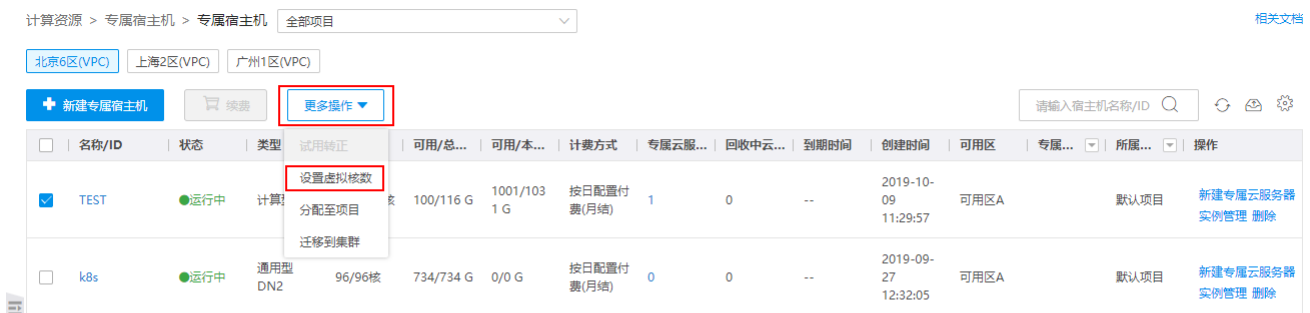 计算资源 > 专属宿主机 > 专属宿主机 全部项目 相关文档
北京6区(VPC) 上海2区(VPC) 广州1区(VPC)
新建专属宿主机 续费 更多操作 请输入宿主机名称/ID
名称/ID 状态 类型 可用/总... 可用/本... 计费方式 专属云服... 回收中云... 到期时间 创建时间 可用区 专属... 所属... 操作
试用转正
设置虚拟核数
分配至项目
迁移到集群
TEST 运行中 计算 100/116 G 1001/103
1 G 按日配置付
费(月结) 1 0 -- 2019-10-
09
11:29:57 可用区A 默认项目 新建专属云服务器
实例管理 删除
k8s 运行中 通用型
DN2 96/96核 734/734 G 0/0 G 按日配置付
费(月结) 0 0 -- 2019-09-
27
12:32:05 可用区A 默认项目 新建专属云服务器
实例管理 删除